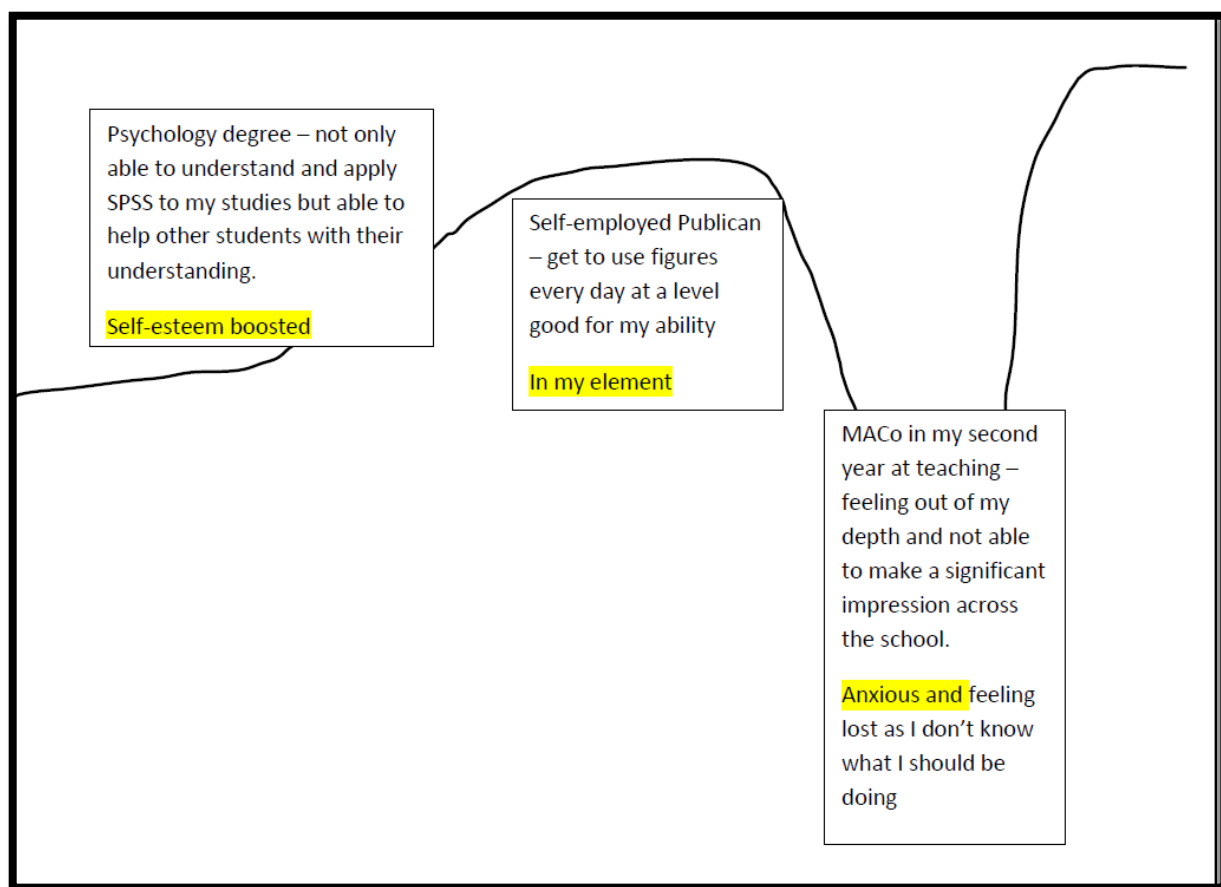 Psychology degree – not only
able to understand and apply
SPSS to my studies but able to
help other students with their
understanding.
Self-esteem boosted
Self-employed Publican
– get to use figures
every day at a level
good for my ability
In my element
MACo in my second
year at teaching –
feeling out of my
depth and not able
to make a significant
impression across
the school.
Anxious and feeling
lost as I don’t know
what I should be
doing